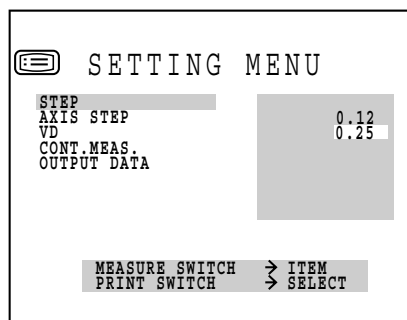 SETTING MENU
STEP
AXIS STEP 0.12
VD 0.25
CONT.MEAS.
OUTPUT DATA
MEASURE SWITCH → ITEM
PRINT SWITCH → SELECT